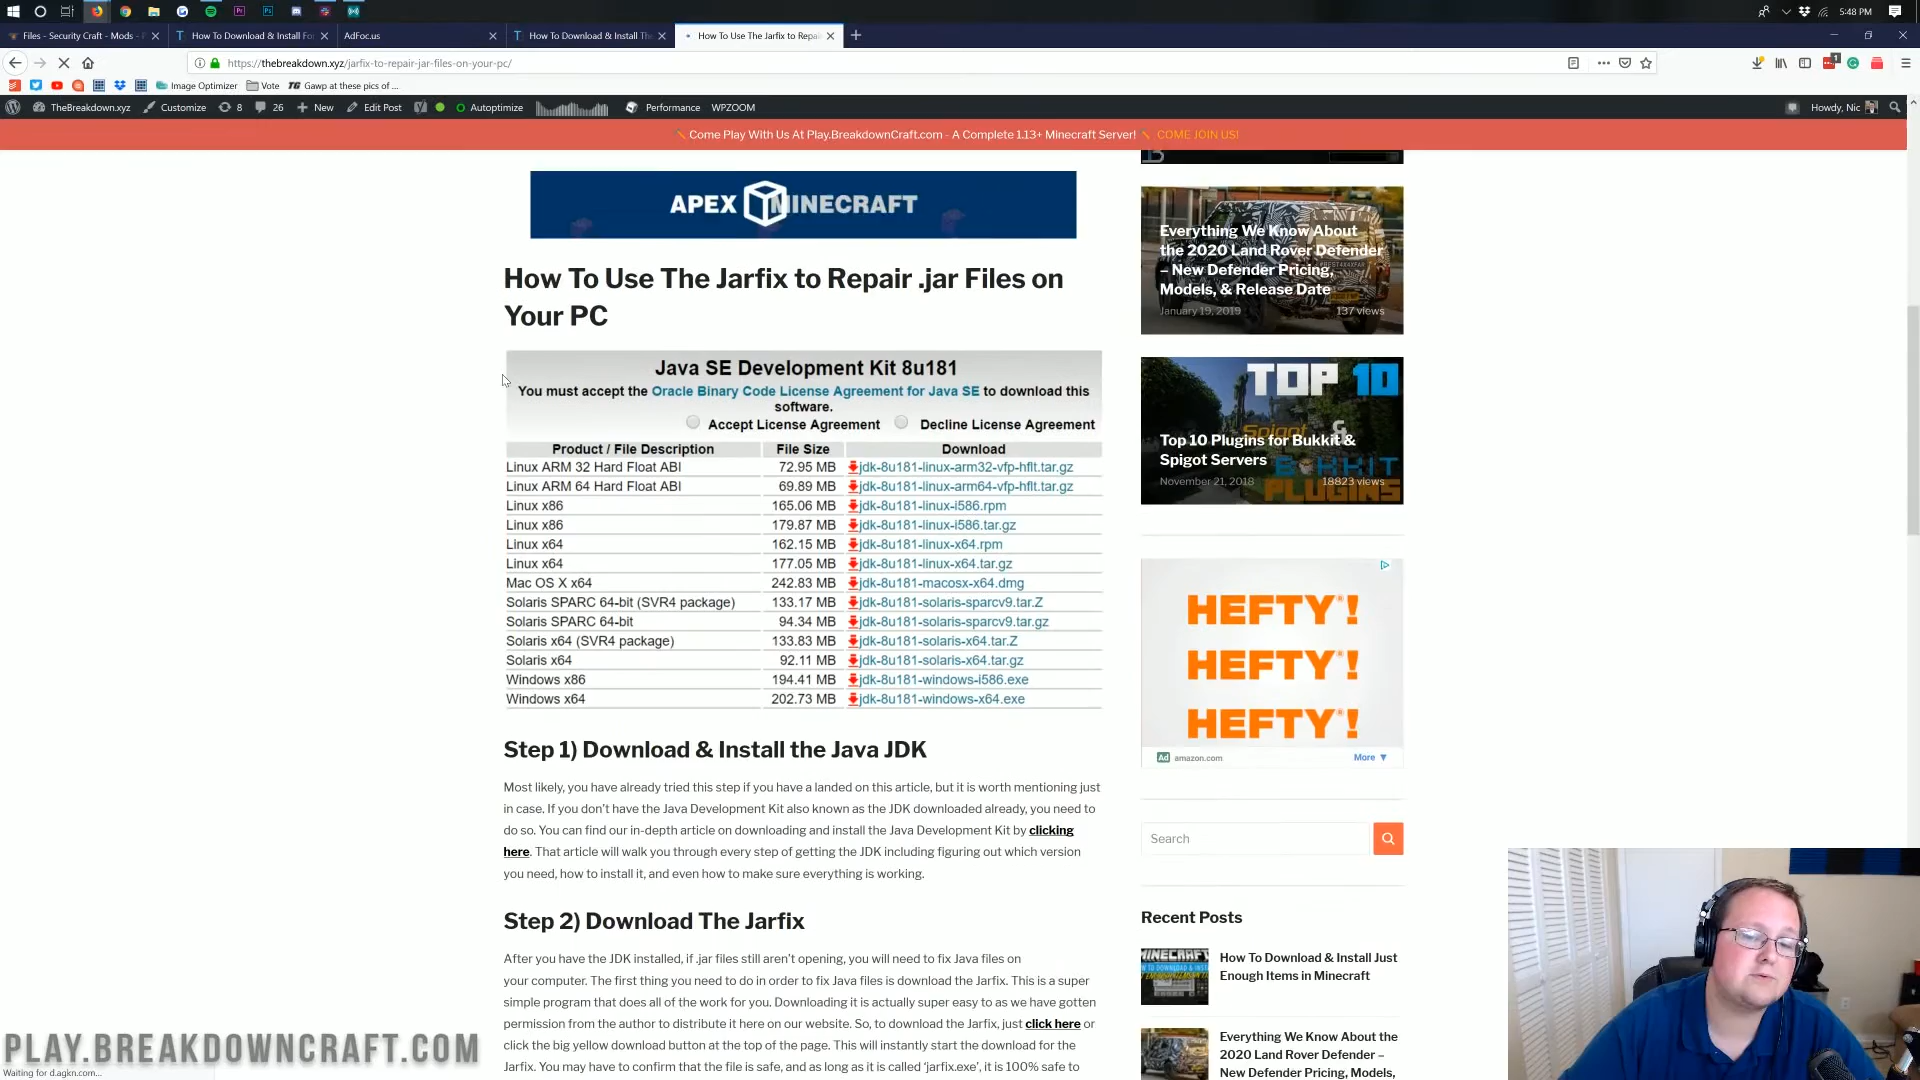 5:48 PM
Files - Security Craft - Mods -
How To Download & Install Fo
AdFoc.us
How To Download & Install Th
How To Use The Jarfix to Repai
https://thebreakdown.xyz/jarfix-to-repair-jar-files-on-your-pc/
1
Image Optimizer
Vote
TG Gawp at these pics of ...
TheBreakdown.xyz
Customize
8
26
New
Edit Post
Autoptimize
Performance
WPZOOM
Howdy, Nic
Come Play With Us At Play.BreakdownCraft.com - A Complete 1.13+ Minecraft Server! COME JOIN US!
APEX MINECRAFT
How To Use The Jarfix to Repair .jar Files on
Your PC
Java SE Development Kit 8u181
You must accept the Oracle Binary Code License Agreement for Java SE to download this
software.
Accept License Agreement Decline License Agreement
Product / File Description File Size Download
Linux ARM 32 Hard Float ABI 72.95 MB jdk-8u181-linux-arm32-vfp-hflt.tar.gz
Linux ARM 64 Hard Float ABI 69.89 MB jdk-8u181-linux-arm64-vfp-hflt.tar.gz
Linux x86 165.06 MB jdk-8u181-linux-i586.rpm
Linux x86 179.87 MB jdk-8u181-linux-i586.tar.gz
Linux x64 162.15 MB jdk-8u181-linux-x64.rpm
Linux x64 177.05 MB jdk-8u181-linux-x64.tar.gz
Mac OS X x64 242.83 MB jdk-8u181-macosx-x64.dmg
Solaris SPARC 64-bit (SVR4 package) 133.17 MB jdk-8u181-solaris-sparcv9.tar.Z
Solaris SPARC 64-bit 94.34 MB jdk-8u181-solaris-sparcv9.tar.gz
Solaris x64 (SVR4 package) 133.83 MB jdk-8u181-solaris-x64.tar.Z
Solaris x64 92.11 MB jdk-8u181-solaris-x64.tar.gz
Windows x86 194.41 MB jdk-8u181-windows-i586.exe
Windows x64 202.73 MB jdk-8u181-windows-x64.exe
Step 1) Download & Install the Java JDK
Most likely, you have already tried this step if you have a landed on this article, but it is worth mentioning just
in case. If you don't have the Java Development Kit also known as the JDK downloaded already, you need to
do so. You can find our in-depth article on downloading and install the Java Development Kit by clicking
here. That article will walk you through every step of getting the JDK including figuring out which version
you need, how to install it, and even how to make sure everything is working.
Step 2) Download The Jarfix
After you have the JDK installed, if .jar files still aren't opening, you will need to fix Java files on
your computer. The first thing you need to do in order to fix Java files is download the Jarfix. This is a super
simple program that does all of the work for you. Downloading it is actually super easy to as we have gotten
permission from the author to distribute it here on our website. So, to download the Jarfix, just click here or
click the big yellow download button at the top of the page. This will instantly start the download for the
Jarfix. You may have to confirm that the file is safe, and as long as it is called 'jarfix.exe', it is 100% safe to
Everything We Know About
the 2020 Land Rover Defender
– New Defender Pricing,
Models, & Release Date
January 19, 2019 137 views
TOP 10
Spigot &
BUKKIT
PLUGINS
Top 10 Plugins for Bukkit &
Spigot Servers
November 21, 2018 18823 views
HEFTY!
HEFTY!
HEFTY!
Ad amazon.com More
Search
Recent Posts
How To Download & Install Just
Enough Items in Minecraft
Everything We Know About the
2020 Land Rover Defender –
New Defender Pricing, Models,
PLAY.BREAKDOWNCRAFT.COM
Waiting for d.agkn.com...